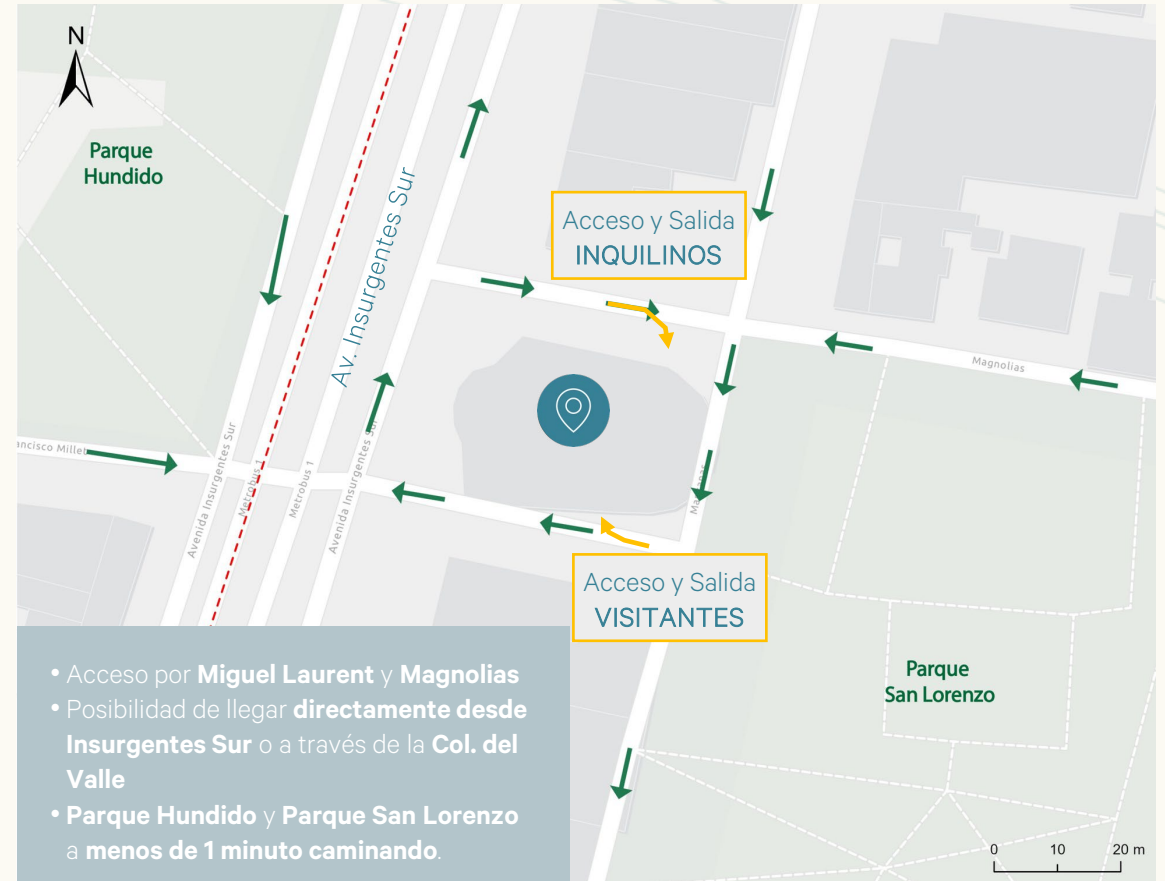 N
Parque
Hundido
Av. Insurgentes Sur
Acceso y Salida
INQUILINOS
Magnolias
Avenida Insurgentes Sur
Metrobus 1
Metrobus 1
Avenida Insurgentes Sur
Acceso y Salida
VISITANTES
Parque
San Lorenzo
• Acceso por Miguel Laurent y Magnolias
• Posibilidad de llegar directamente desde
Insurgentes Sur o a través de la Col. del
Valle
• Parque Hundido y Parque San Lorenzo
a menos de 1 minuto caminando.
0 10 20 m